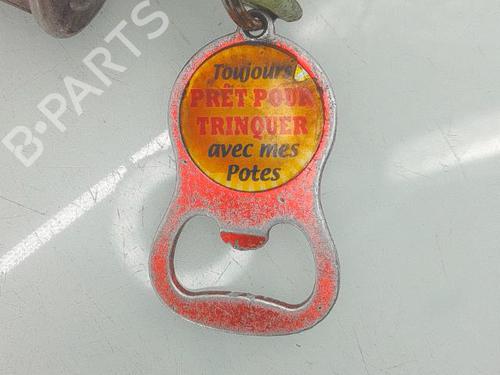 B-PARTS
Toujours
PRÊT POUR
TRINQUER
avec mes
Potes